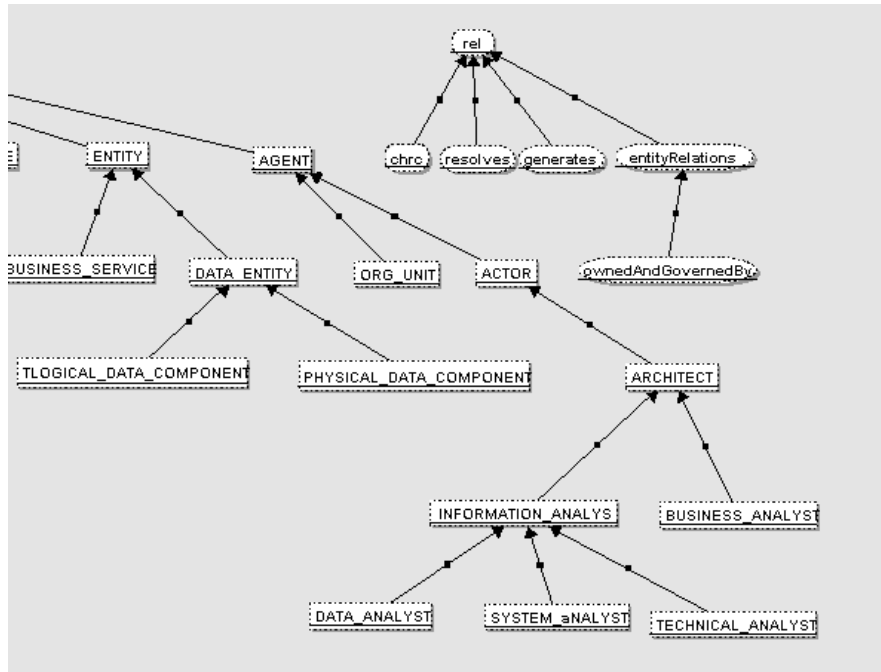 rel
E
ENTITY
AGENT
chrc
resolves
generates
entityRelations
BUSINESS_SERVICE
DATA_ENTITY
ORG_UNIT
ACTOR
ownedAndGovernedBy
TLOGICAL_DATA_COMPONENT
PHYSICAL_DATA_COMPONENT
ARCHITECT
INFORMATION_ANALYS
BUSINESS_ANALYST
DATA_ANALYST
SYSTEM_aNALYST
TECHNICAL_ANALYST